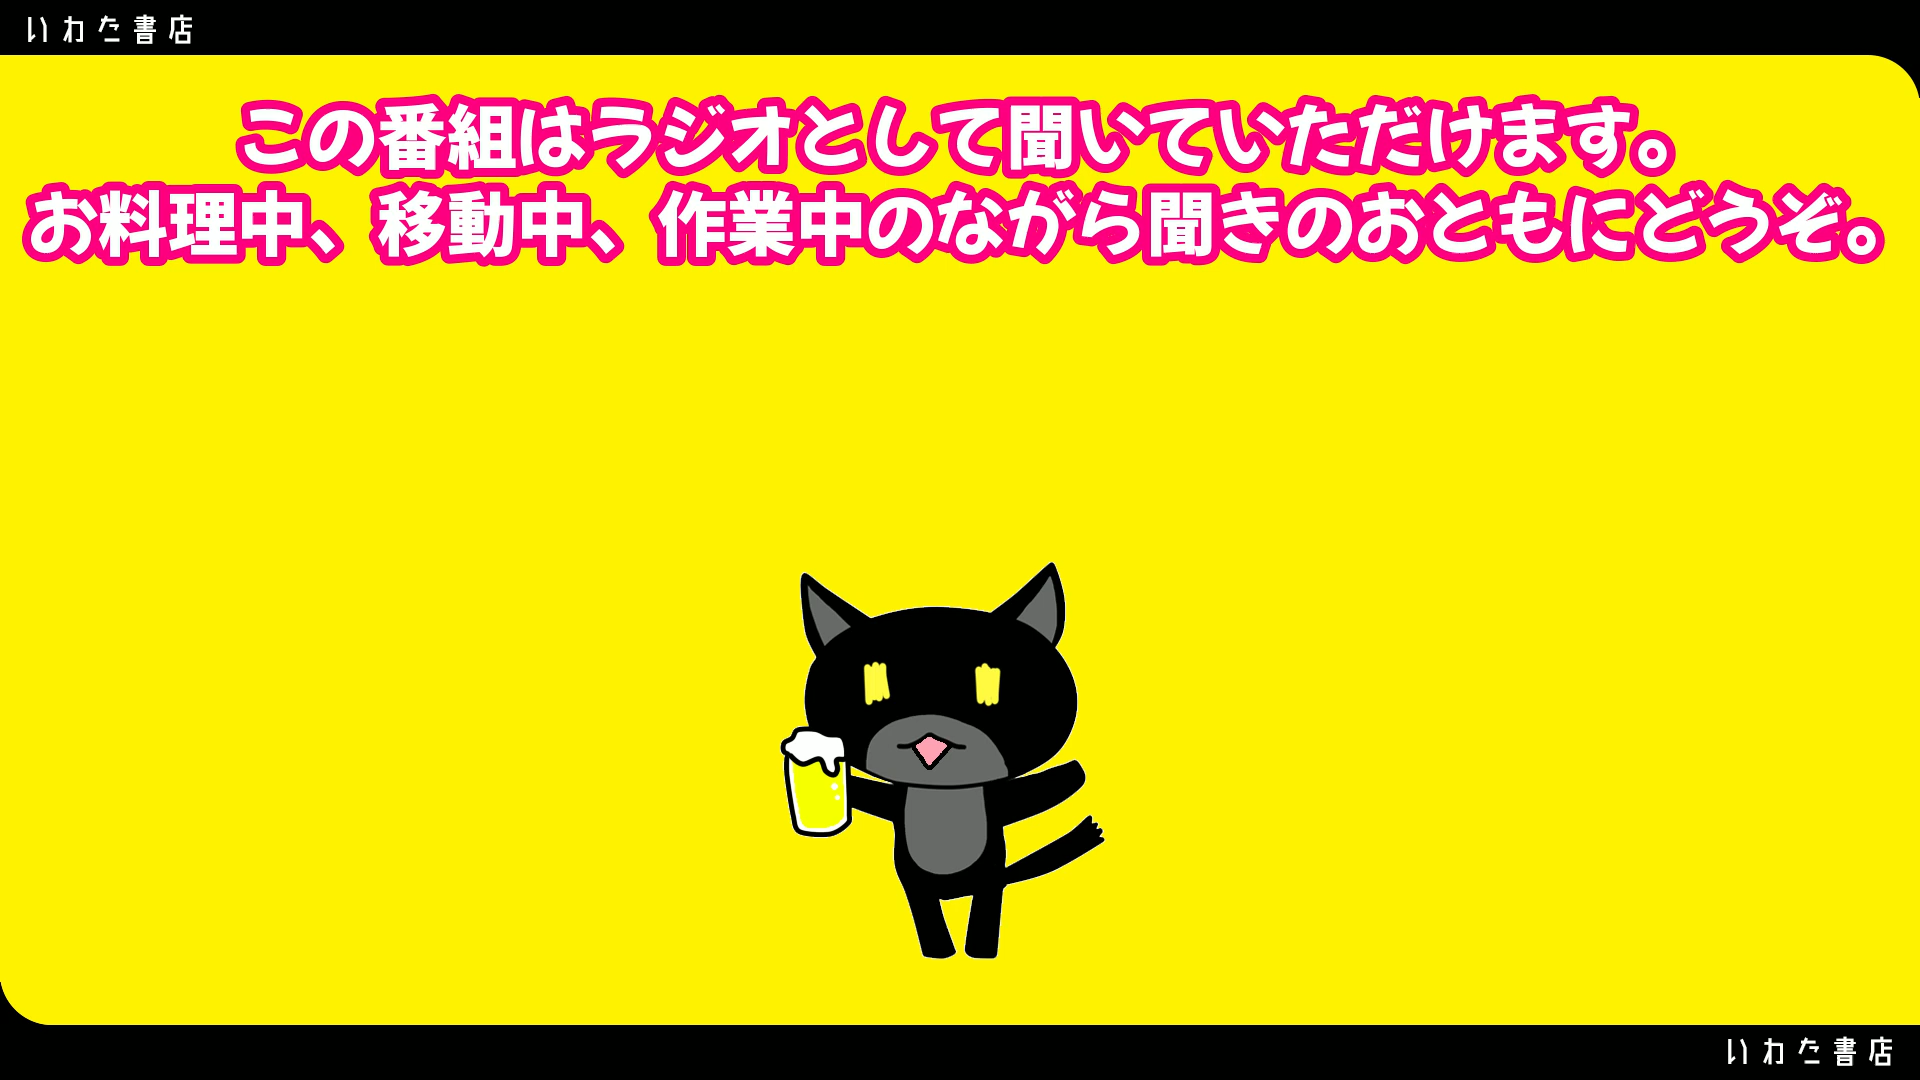 いわた書店
この番組はラジオとして聞いていただけます。
お料理中、移動中、作業中のながら聞きのおともにどうぞ。
いわた書店